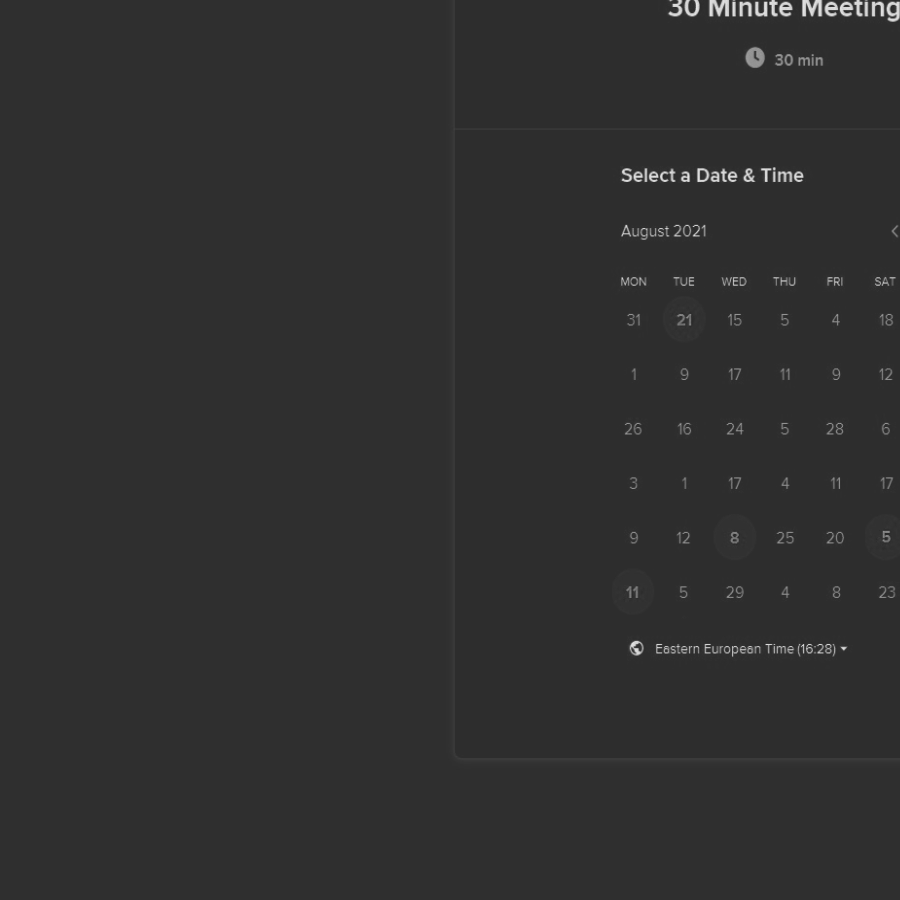 30 Minute Meeting
30 min
Select a Date & Time
August 2021
MON TUE WED THU FRI SAT
31 21 15 5 4 18
1 9 17 11 9 12
26 16 24 5 28 6
3 1 17 4 11 17
9 12 8 25 20 5
11 5 29 4 8 23
Eastern European Time (16:28)